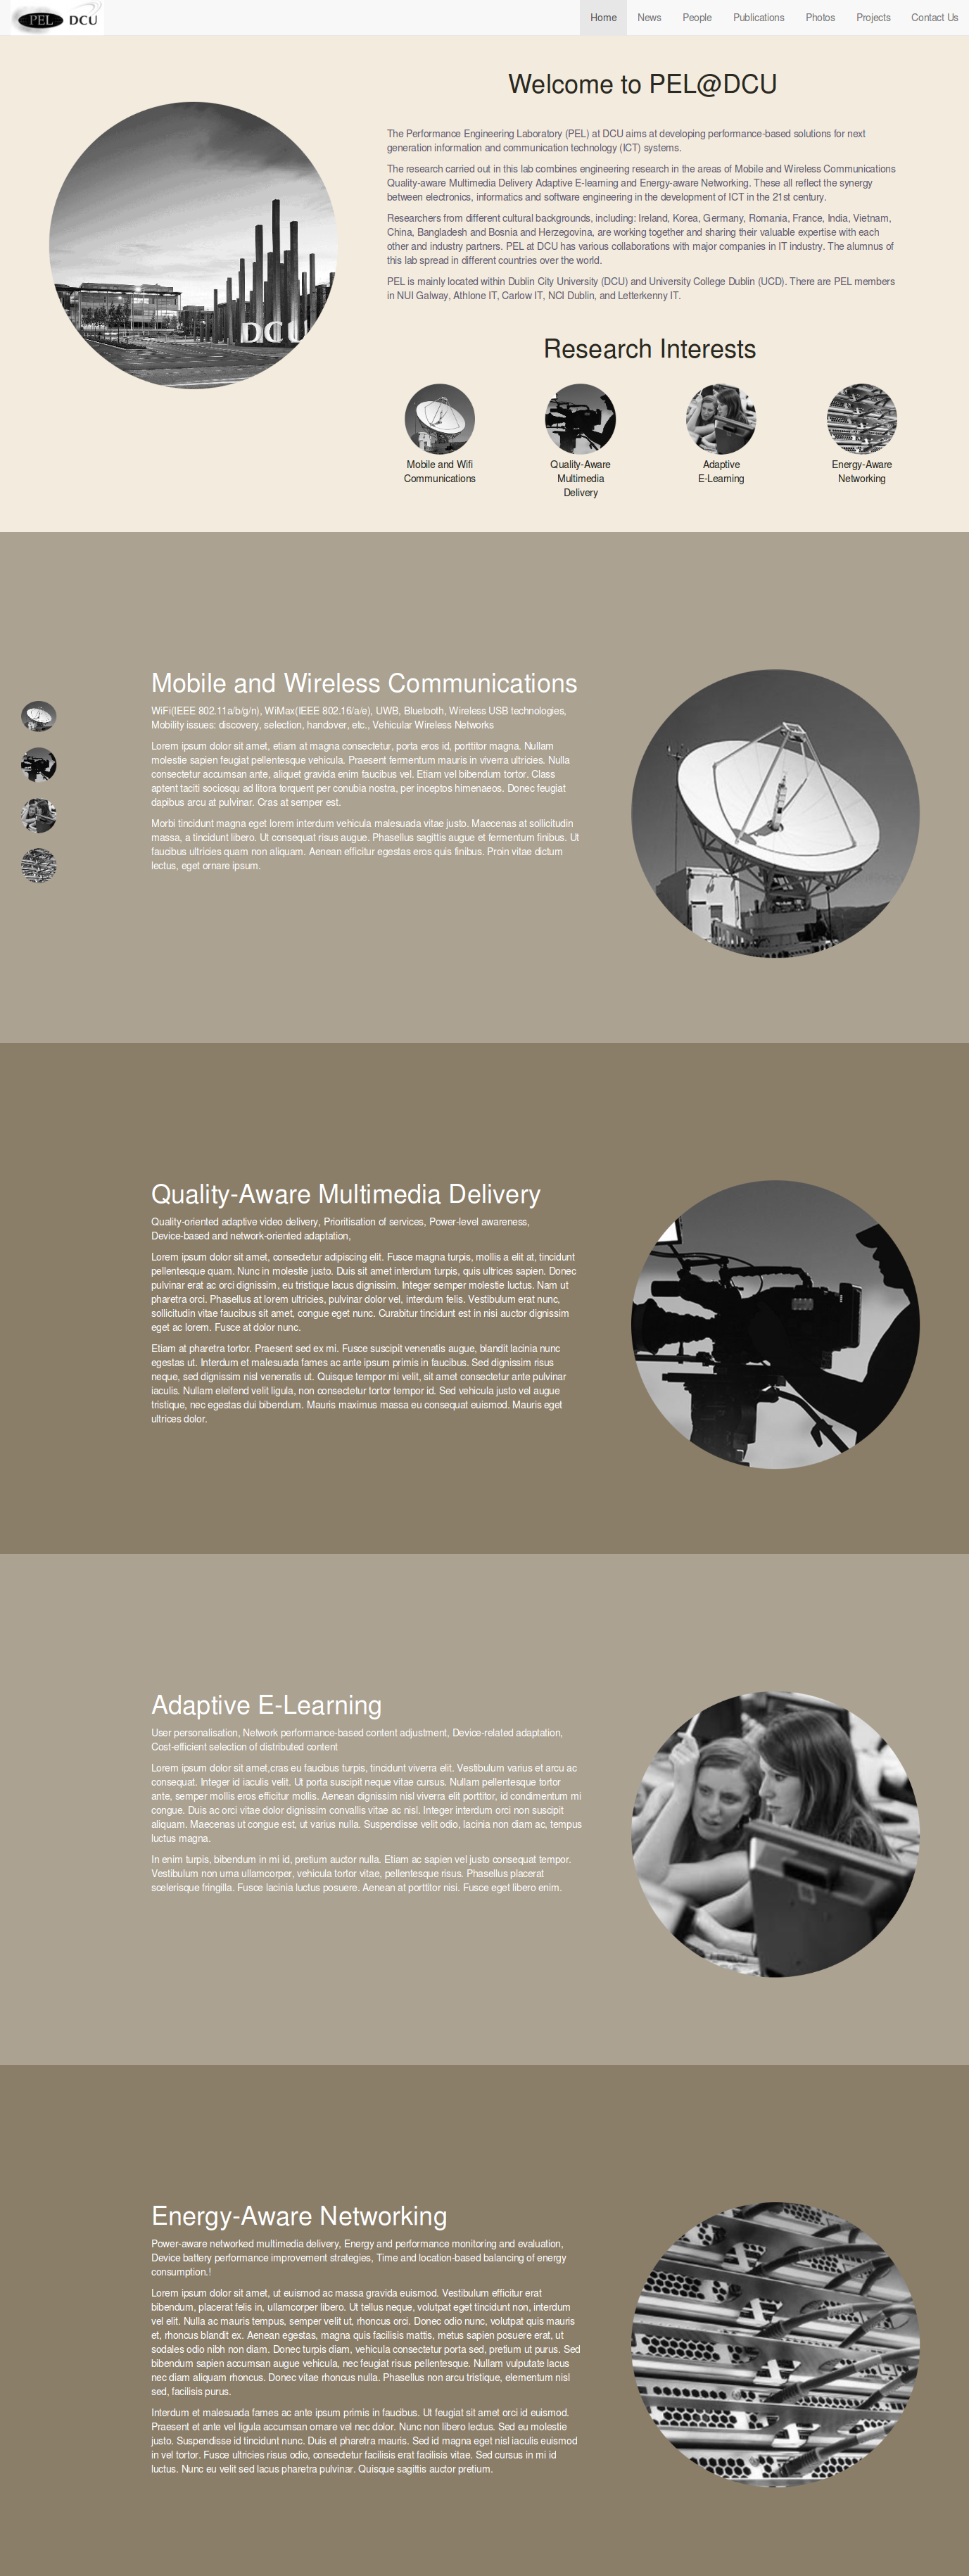 PEL DCU
Home News People Publications Photos Projects Contact Us
Welcome to PEL@DCU
The Performance Engineering Laboratory (PEL) at DCU aims at developing performance-based solutions for next
generation information and communication technology (ICT) systems.
The research carried out in this lab combines engineering research in the areas of Mobile and Wireless Communications
Quality-aware Multimedia Delivery Adaptive E-learning and Energy-aware Networking. These all reflect the synergy
between electronics, informatics and software engineering in the development of ICT in the 21st century.
Researchers from different cultural backgrounds, including: Ireland, Korea, Germany, Romania, France, India, Vietnam,
China, Bangladesh and Bosnia and Herzegovina, are working together and sharing their valuable expertise with each
other and industry partners. PEL at DCU has various collaborations with major companies in IT industry. The alumnus of
this lab spread in different countries over the world.
PEL is mainly located within Dublin City University (DCU) and University College Dublin (UCD). There are PEL members
in NUI Galway, Athlone IT, Carlow IT, NCI Dublin, and Letterkenny IT.
DCU
Research Interests
Mobile and Wifi
Communications
Quality-Aware
Multimedia
Delivery
Adaptive
E-Learning
Energy-Aware
Networking
Mobile and Wireless Communications
WiFi(IEEE 802.11a/b/g/n), WiMax(IEEE 802.16/a/e), UWB, Bluetooth, Wireless USB technologies,
Mobility issues: discovery, selection, handover, etc., Vehicular Wireless Networks
Lorem ipsum dolor sit amet, etiam at magna consectetur, porta eros id, porttitor magna. Nullam
molestie sapien feugiat pellentesque vehicula. Praesent fermentum mauris in viverra ultricies. Nulla
consectetur accumsan ante, aliquet gravida enim faucibus vel. Etiam vel bibendum tortor. Class
aptent taciti sociosqu ad litora torquent per conubia nostra, per inceptos himenaeos. Donec feugiat
dapibus arcu at pulvinar. Cras at semper est.
Morbi tincidunt magna eget lorem interdum vehicula malesuada vitae justo. Maecenas at sollicitudin
massa, a tincidunt libero. Ut consequat risus augue. Phasellus sagittis augue et fermentum finibus. Ut
faucibus ultricies quam non aliquam. Aenean efficitur egestas eros quis finibus. Proin vitae dictum
lectus, eget ornare ipsum.
Quality-Aware Multimedia Delivery
Quality-oriented adaptive video delivery, Prioritisation of services, Power-level awareness,
Device-based and network-oriented adaptation,
Lorem ipsum dolor sit amet, consectetur adipiscing elit. Fusce magna turpis, mollis a elit at, tincidunt
pellentesque quam. Nunc in molestie justo. Duis sit amet interdum turpis, quis ultrices sapien. Donec
pulvinar erat ac orci dignissim, eu tristique lacus dignissim. Integer semper molestie luctus. Nam ut
pharetra orci. Phasellus at lorem ultricies, pulvinar dolor vel, interdum felis. Vestibulum erat nunc,
sollicitudin vitae faucibus sit amet, congue eget nunc. Curabitur tincidunt est in nisi auctor dignissim
eget ac lorem. Fusce at dolor nunc.
Etiam at pharetra tortor. Praesent sed ex mi. Fusce suscipit venenatis augue, blandit lacinia nunc
egestas ut. Interdum et malesuada fames ac ante ipsum primis in faucibus. Sed dignissim risus
neque, sed dignissim nisl venenatis ut. Quisque tempor mi velit, sit amet consectetur ante pulvinar
iaculis. Nullam eleifend velit ligula, non consectetur tortor tempor id. Sed vehicula justo vel augue
tristique, nec egestas dui bibendum. Mauris maximus massa eu consequat euismod. Mauris eget
ultrices dolor.
Adaptive E-Learning
User personalisation, Network performance-based content adjustment, Device-related adaptation,
Cost-efficient selection of distributed content
Lorem ipsum dolor sit amet,cras eu faucibus turpis, tincidunt viverra elit. Vestibulum varius et arcu ac
consequat. Integer id iaculis velit. Ut porta suscipit neque vitae cursus. Nullam pellentesque tortor
ante, semper mollis eros efficitur mollis. Aenean dignissim nisl viverra elit porttitor, id condimentum mi
congue. Duis ac orci vitae dolor dignissim convallis vitae ac nisl. Integer interdum orci non suscipit
aliquam. Maecenas ut congue est, ut varius nulla. Suspendisse velit odio, lacinia non diam ac, tempus
luctus magna.
In enim turpis, bibendum in mi id, pretium auctor nulla. Etiam ac sapien vel justo consequat tempor.
Vestibulum non urna ullamcorper, vehicula tortor vitae, pellentesque risus. Phasellus placerat
scelerisque fringilla. Fusce lacinia luctus posuere. Aenean at porttitor nisi. Fusce eget libero enim.
Energy-Aware Networking
Power-aware networked multimedia delivery, Energy and performance monitoring and evaluation,
Device battery performance improvement strategies, Time and location-based balancing of energy
consumption.!
Lorem ipsum dolor sit amet, ut euismod ac massa gravida euismod. Vestibulum efficitur erat
bibendum, placerat felis in, ullamcorper libero. Ut tellus neque, volutpat eget tincidunt non, interdum
vel elit. Nulla ac mauris tempus, semper velit ut, rhoncus orci. Donec odio nunc, volutpat quis mauris
et, rhoncus blandit ex. Aenean egestas, magna quis facilisis mattis, metus sapien posuere erat, ut
sodales odio nibh non diam. Donec turpis diam, vehicula consectetur porta sed, pretium ut purus. Sed
bibendum sapien accumsan augue vehicula, nec feugiat risus pellentesque. Nullam vulputate lacus
nec diam aliquam rhoncus. Donec vitae rhoncus nulla. Phasellus non arcu tristique, elementum nisl
sed, facilisis purus.
Interdum et malesuada fames ac ante ipsum primis in faucibus. Ut feugiat sit amet orci id euismod.
Praesent et ante vel ligula accumsan ornare vel nec dolor. Nunc non libero lectus. Sed eu molestie
justo. Suspendisse id tincidunt nunc. Duis et pharetra mauris. Sed id magna eget nisl iaculis euismod
in vel tortor. Fusce ultricies risus odio, consectetur facilisis erat facilisis vitae. Sed cursus in mi id
luctus. Nunc eu velit sed lacus pharetra pulvinar. Quisque sagittis auctor pretium.